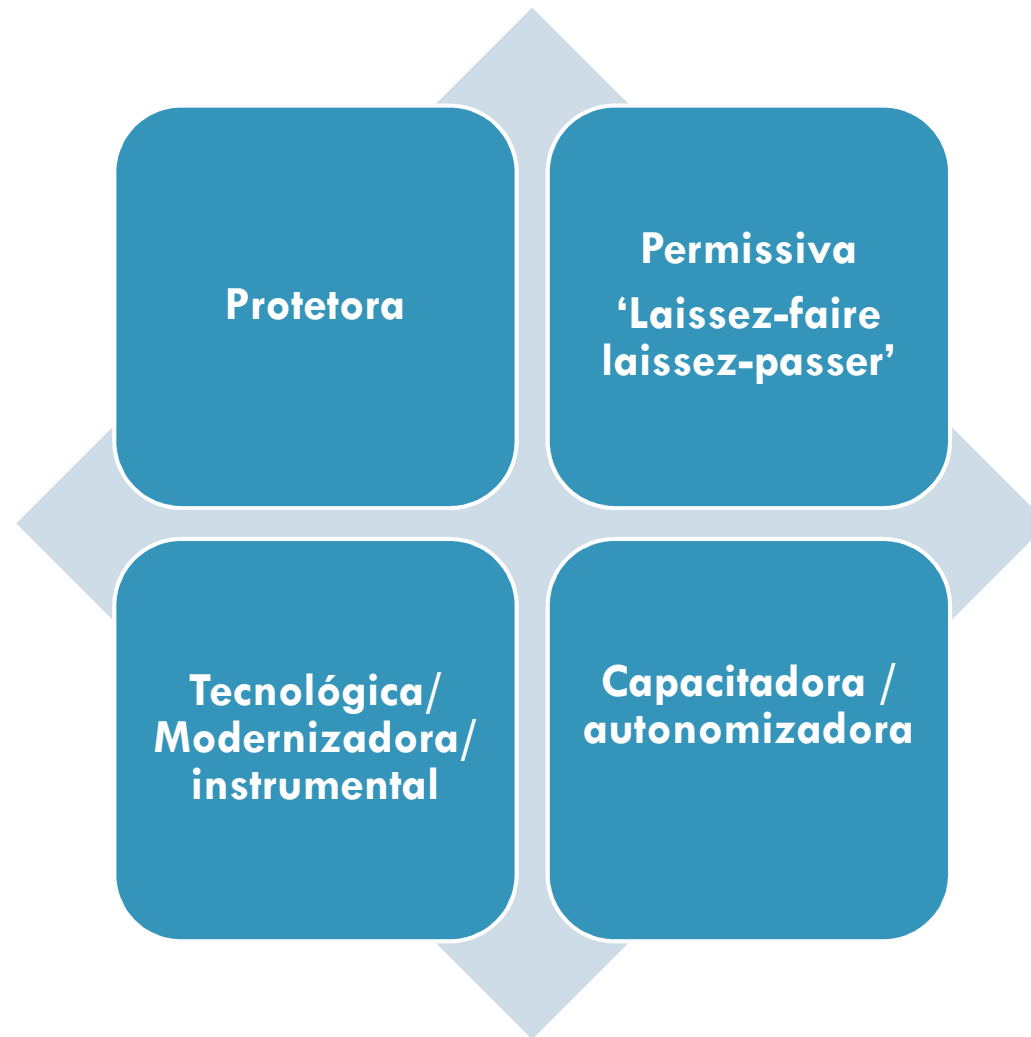 Protetora
Permissiva
‘Laissez-faire
laissez-passer’
Tecnológica/
Modernizadora/
instrumental
Capacitadora /
autonomizadora